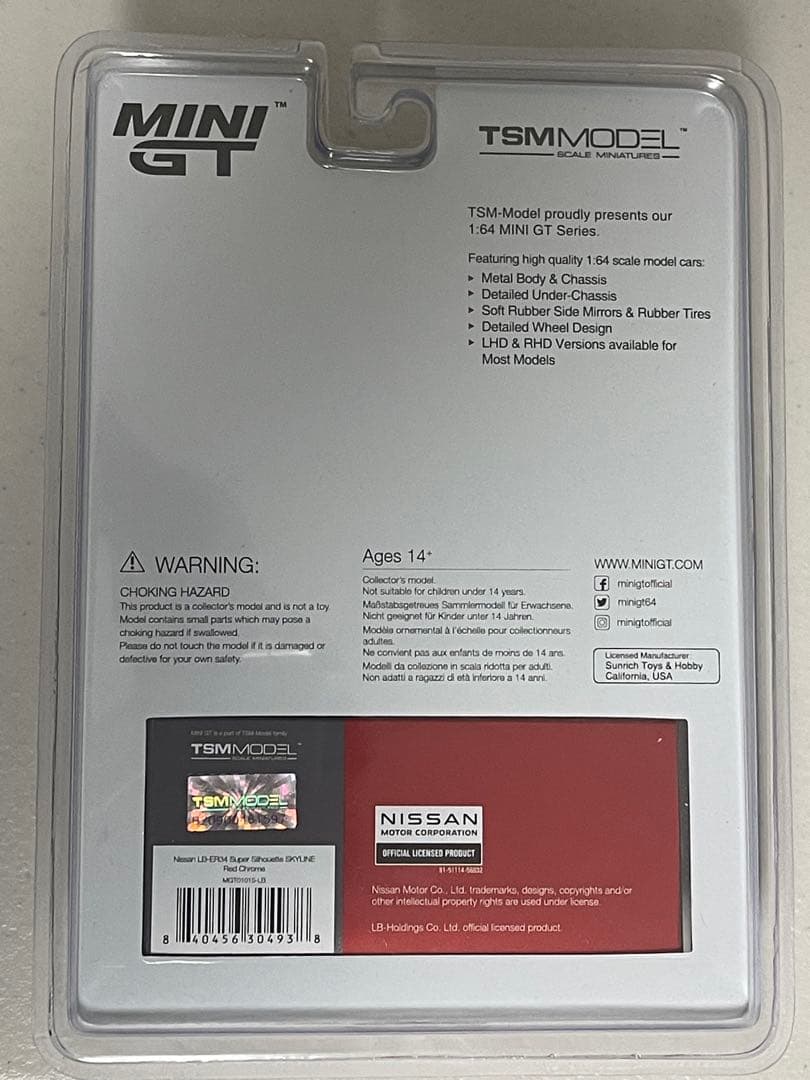 MINI GT™
TSMMODEL™
SCALE MINIATURES
TSM-Model proudly presents our
1:64 MINI GT Series.
Featuring high quality 1:64 scale model cars:
▸ Metal Body & Chassis
▸ Detailed Under-Chassis
▸ Soft Rubber Side Mirrors & Rubber Tires
▸ Detailed Wheel Design
▸ LHD & RHD Versions available for
Most Models
⚠ WARNING:
CHOKING HAZARD
This product is a collector's model and is not a toy.
Model contains small parts which may pose a
choking hazard if swallowed.
Please do not touch the model if it is damaged or
defective for your own safety.
Ages 14+
Collector's model.
Not suitable for children under 14 years.
Maßstabsgetreues Sammlermodell für Erwachsene.
Nicht geeignet für Kinder unter 14 Jahren.
Modèle ornemental à l'échelle pour collectionneurs
adultes.
Ne convient pas aux enfants de moins de 14 ans.
Modelli da collezione in scala ridotta per adulti.
Non adatti a ragazzi di età inferiore a 14 anni.
WWW.MINIGT.COM
minigtofficial
minigt64
minigtofficial
Licensed Manufacturer:
Sunrich Toys & Hobby
California, USA
MINI GT is a part of TSM Model family
TSMMODEL™
SCALE MINIATURES
TSMMODEL
Nissan LB-ER34 Super Silhouette SKYLINE
Red Chrome
MGT01015-LB
8 40456 30493 8
NISSAN
MOTOR CORPORATION
OFFICIAL LICENSED PRODUCT
81-51114-56832
Nissan Motor Co., Ltd. trademarks, designs, copyrights and/or
other intellectual property rights are used under license.
LB-Holdings Co. Ltd. official licensed product.